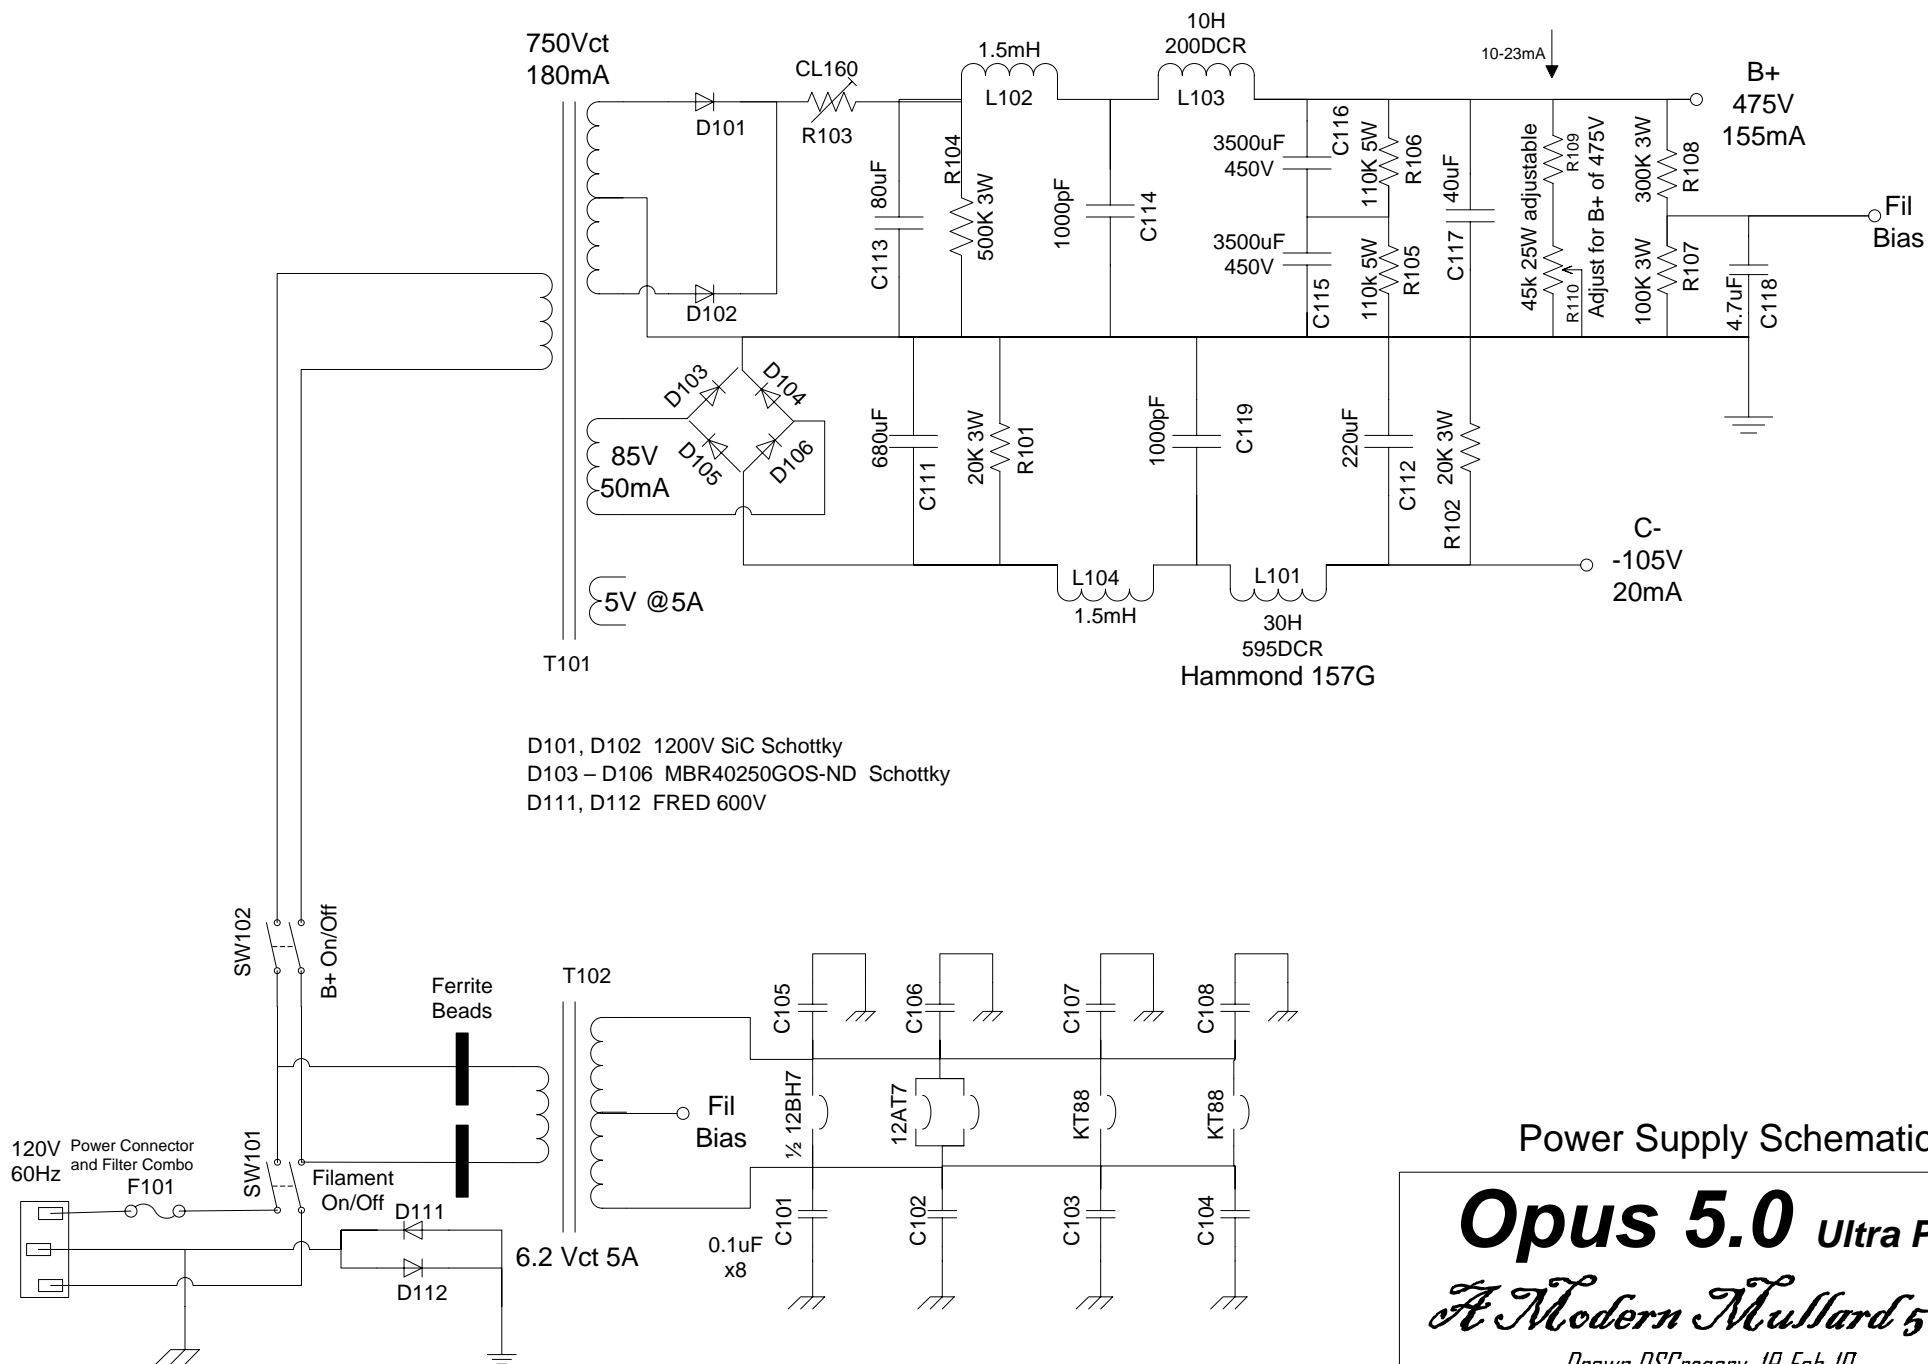 750Vct
180mA
CL160
R103
D101
D102
1.5mH
L102
10H
200DCR
L103
10-23mA
B+
475V
155mA
80uF
C113
R104
500K 3W
1000pF
C114
3500uF
450V
C116
3500uF
450V
C115
110K 5W
R106
110k 5W
R105
40uF
C117
45k 25W adjustable
R109
R110
Adjust for B+ of 475V
300K 3W
R108
100K 3W
R107
4.7uF
C118
Fil
Bias
D103
D104
D105
D106
85V
50mA
5V @5A
T101
680uF
C111
20K 3W
R101
1000pF
C119
220uF
C112
20K 3W
R102
L104
1.5mH
L101
30H
595DCR
Hammond 157G
C-
-105V
20mA
D101, D102 1200V SiC Schottky
D103 – D106 MBR40250GOS-ND Schottky
D111, D112 FRED 600V
SW102
B+ On/Off
Ferrite
Beads
T102
Fil
Bias
6.2 Vct 5A
C105
C106
C107
C108
½ 12BH7
12AT7
KT88
KT88
C101
C102
C103
C104
0.1uF
x8
120V
60Hz
Power Connector
and Filter Combo
F101
SW101
Filament
On/Off
D111
D112
Power Supply Schematic
Opus 5.0 Ultra P
A Modern Mullard 5